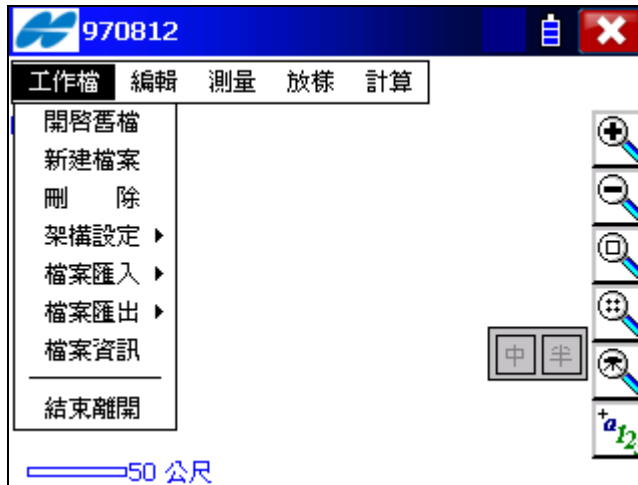 970812
工作檔 編輯 測量 放樣 計算
開啓舊檔
新建檔案
刪 除
架構設定
檔案匯入
檔案匯出
檔案資訊
中 半
結束離開
+a12
50 公尺